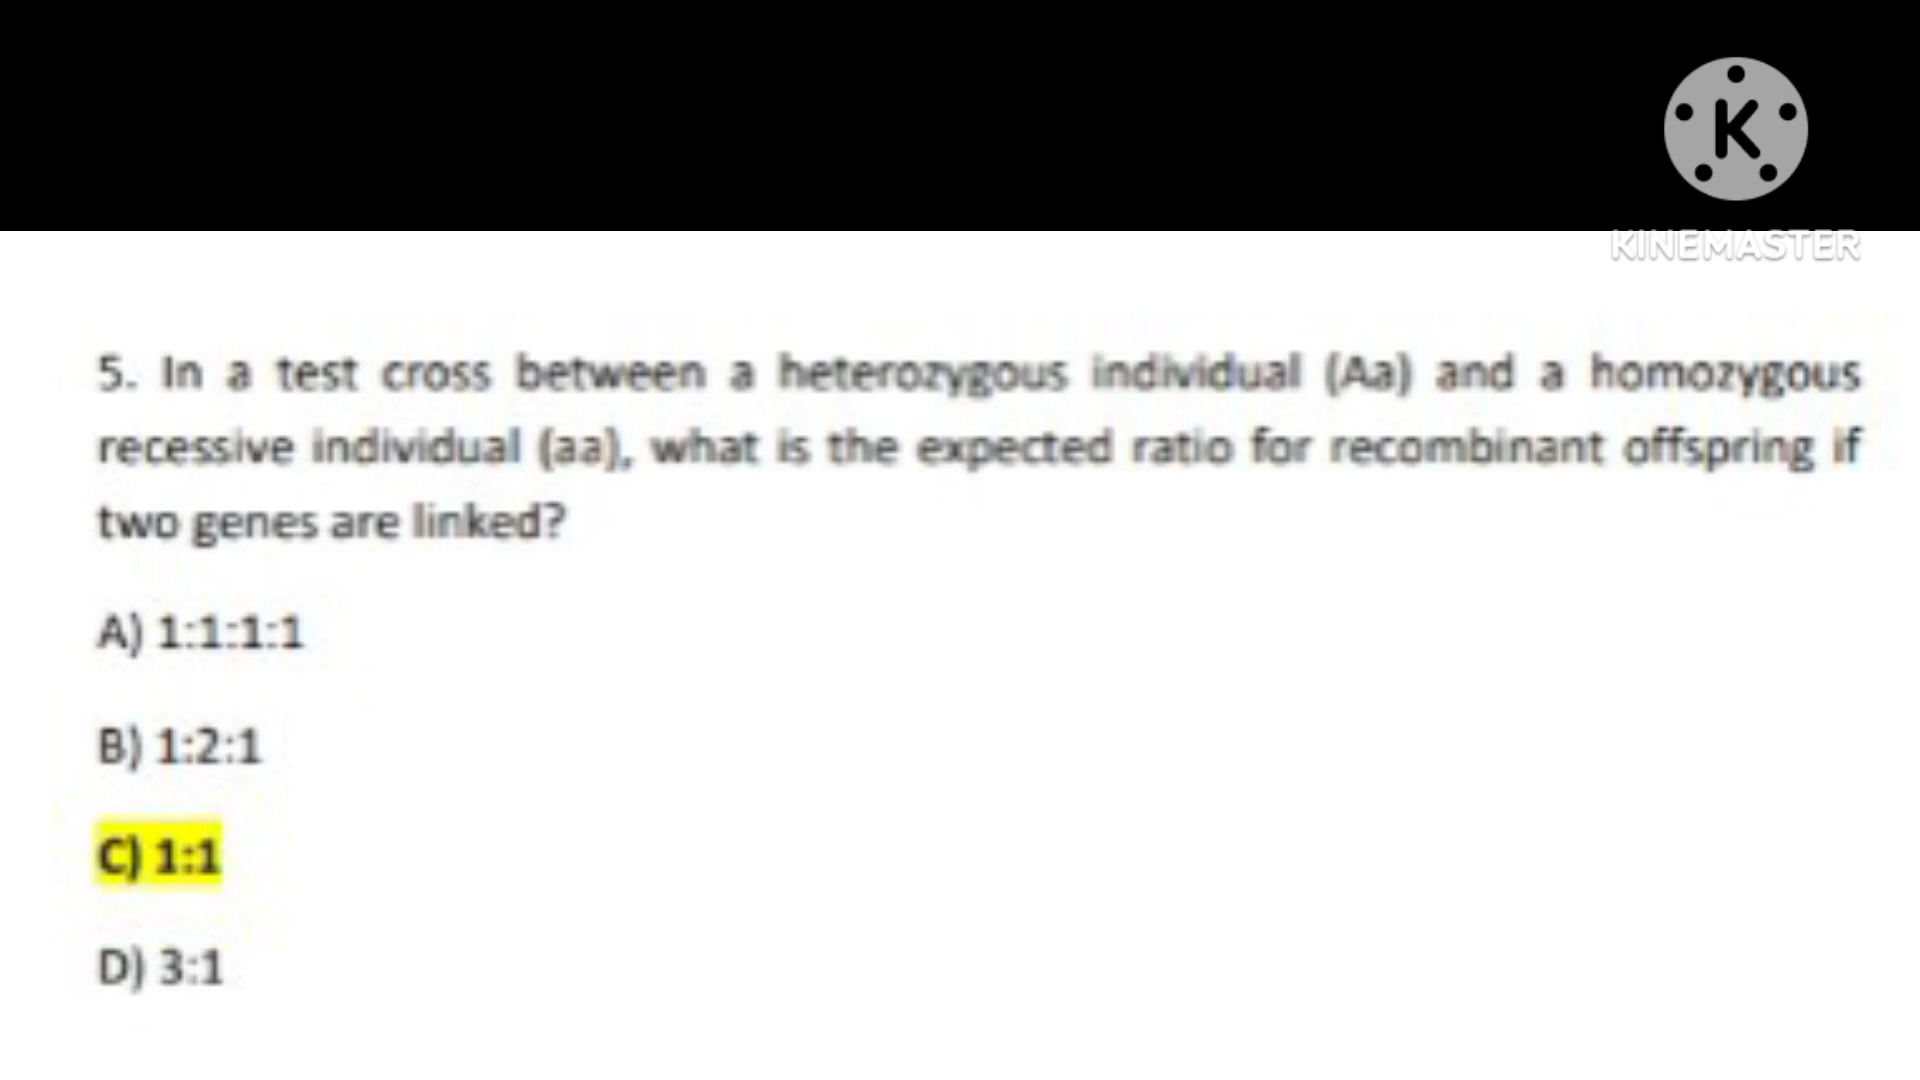 K
KINEMASTER
5. In a test cross between a heterozygous individual (Aa) and a homozygous
recessive individual (aa), what is the expected ratio for recombinant offspring if
two genes are linked?
A) 1:1:1:1
B) 1:2:1
C) 1:1
D) 3:1